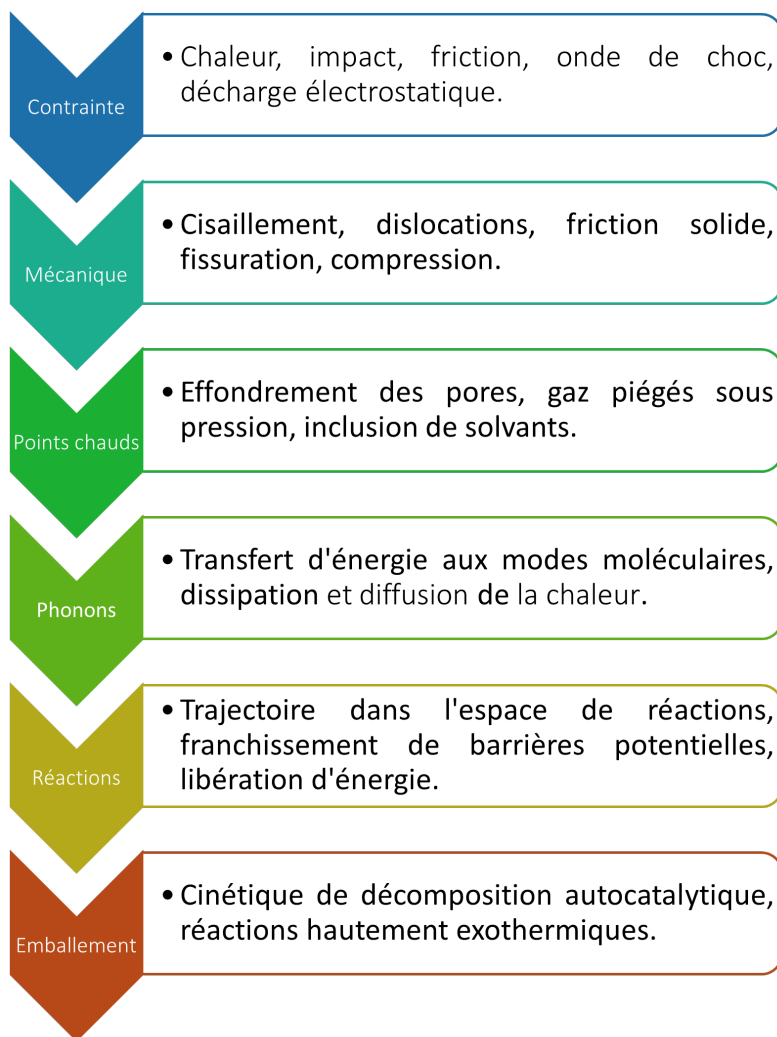 Contrainte
• Chaleur, impact, friction, onde de choc,
décharge électrostatique.
Mécanique
• Cisaillement, dislocations, friction solide,
fissuration, compression.
Points chauds
• Effondrement des pores, gaz piégés sous
pression, inclusion de solvants.
Phonons
• Transfert d'énergie aux modes moléculaires,
dissipation et diffusion de la chaleur.
Réactions
• Trajectoire dans l'espace de réactions,
franchissement de barrières potentielles,
libération d'énergie.
Emballement
• Cinétique de décomposition autocatalytique,
réactions hautement exothermiques.